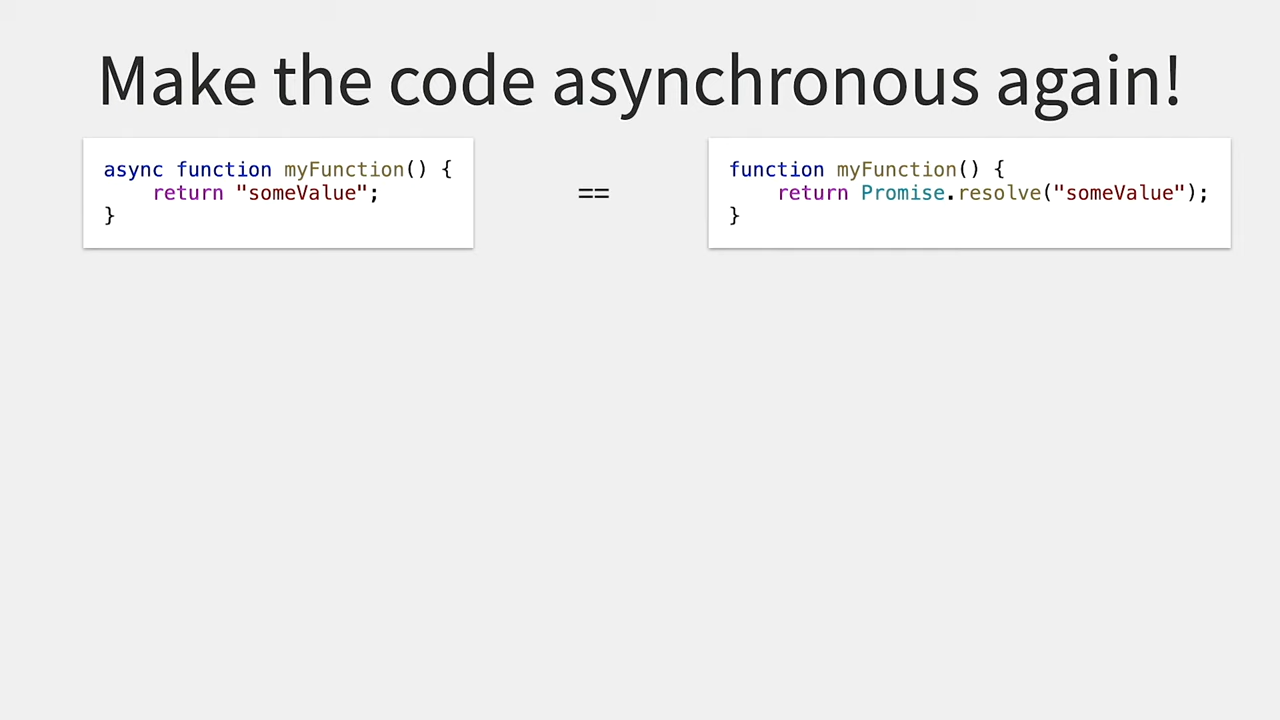 Make the code asynchronous again!
async function myFunction() {
    return "someValue";
}
==
function myFunction() {
    return Promise.resolve("someValue");
}